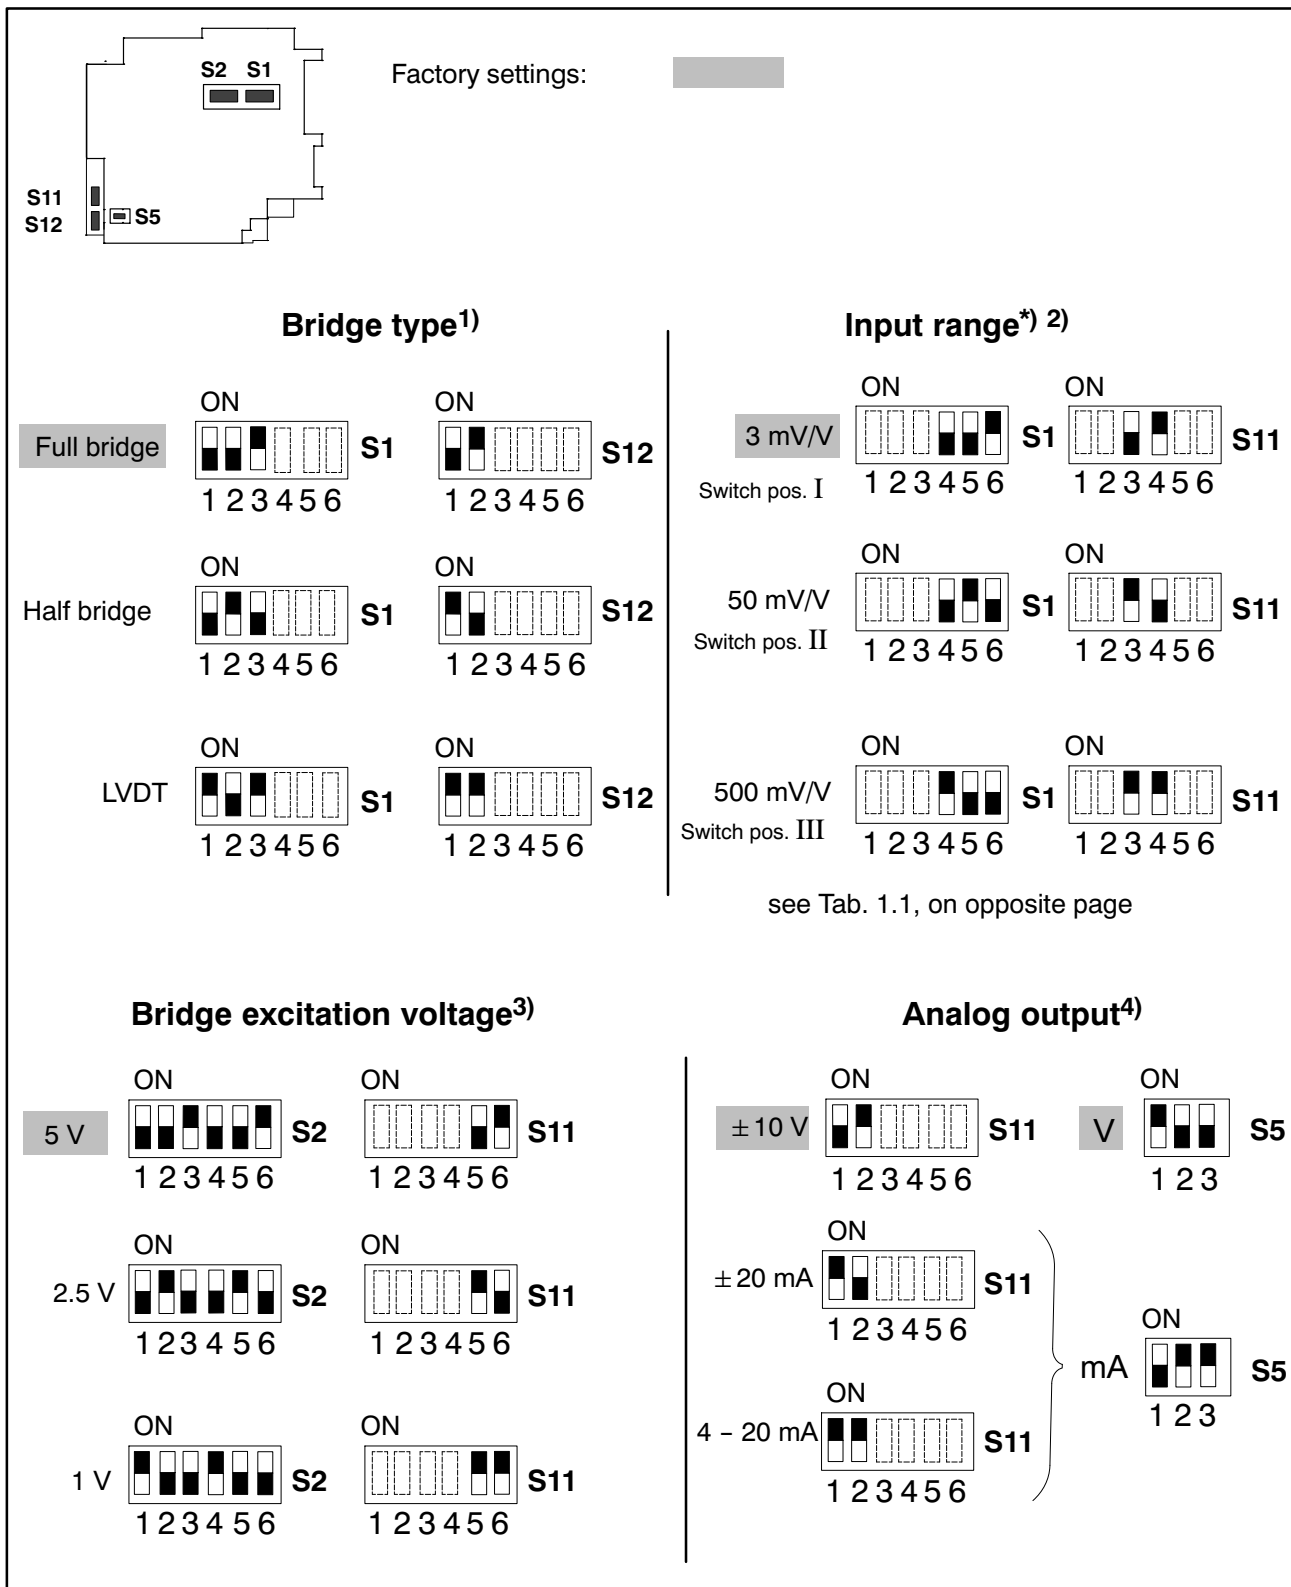 S2 S1
Factory settings:
S11
S12
S5
Bridge type1)
Input range*) 2)
ON ON
Full bridge S1 S12
1 2 3 4 5 6 1 2 3 4 5 6
ON ON
3 mV/V S1 S11
Switch pos. I
1 2 3 4 5 6 1 2 3 4 5 6
ON ON
Half bridge S1 S12
1 2 3 4 5 6 1 2 3 4 5 6
ON ON
50 mV/V S1 S11
Switch pos. II
1 2 3 4 5 6 1 2 3 4 5 6
ON ON
LVDT S1 S12
1 2 3 4 5 6 1 2 3 4 5 6
ON ON
500 mV/V S1 S11
Switch pos. III
1 2 3 4 5 6 1 2 3 4 5 6
see Tab. 1.1, on opposite page
Bridge excitation voltage3)
Analog output4)
ON ON
5 V S2 S11
1 2 3 4 5 6 1 2 3 4 5 6
ON ON
± 10 V S11 V S5
1 2 3 4 5 6 1 2 3
ON ON
2.5 V S2 S11
1 2 3 4 5 6 1 2 3 4 5 6
ON
± 20 mA S11
1 2 3 4 5 6
ON
mA S5
1 2 3
ON ON
1 V S2 S11
1 2 3 4 5 6 1 2 3 4 5 6
ON
4 – 20 mA S11
1 2 3 4 5 6